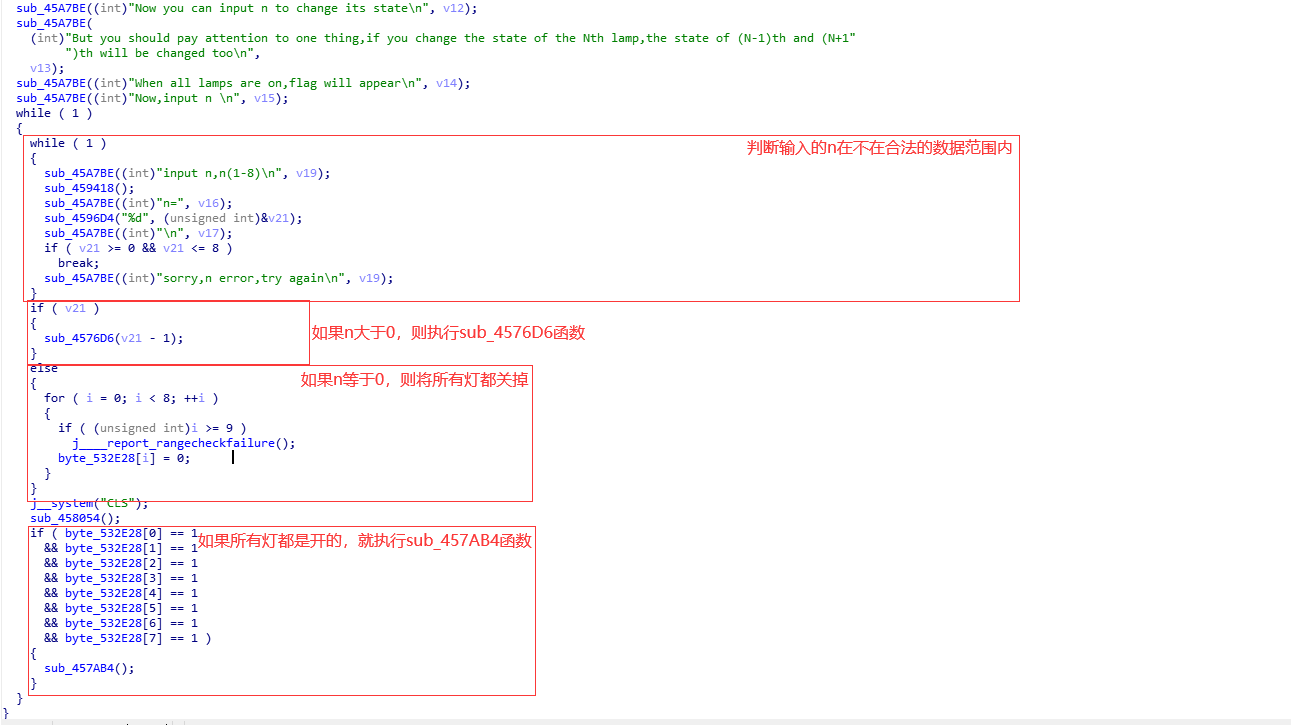 sub_45A7BE((int)"Now you can input n to change its state\n", v12);
sub_45A7BE(
(int)"But you should pay attention to one thing,if you change the state of the Nth lamp,the state of (N-1)th and (N+1"
")th will be changed too\n",
v13);
sub_45A7BE((int)"When all lamps are on,flag will appear\n", v14);
sub_45A7BE((int)"Now,input n \n", v15);
while ( 1 )
{
while ( 1 ) 判断输入的n在不在合法的数据范围内
{
sub_45A7BE((int)"input n,n(1-8)\n", v19);
sub_459418();
sub_45A7BE((int)"n=", v16);
sub_4596D4("%d", (unsigned int)&v21);
sub_45A7BE((int)"\n", v17);
if ( v21 >= 0 && v21 <= 8 )
break;
sub_45A7BE((int)"sorry,n error,try again\n", v19);
}
if ( v21 )
{ 如果n大于0，则执行sub_4576D6函数
sub_4576D6(v21 - 1);
}
else
{ 如果n等于0，则将所有灯都关掉
for ( i = 0; i < 8; ++i )
{
if ( (unsigned int)i >= 9 )
j____report_rangecheckfailure();
byte_532E28[i] = 0;
}
}
j__system("CLS");
sub_458054();
if ( byte_532E28[0] == 1 如果所有灯都是开的，就执行sub_457AB4函数
&& byte_532E28[1] == 1
&& byte_532E28[2] == 1
&& byte_532E28[3] == 1
&& byte_532E28[4] == 1
&& byte_532E28[5] == 1
&& byte_532E28[6] == 1
&& byte_532E28[7] == 1 )
{
sub_457AB4();
}
}
}